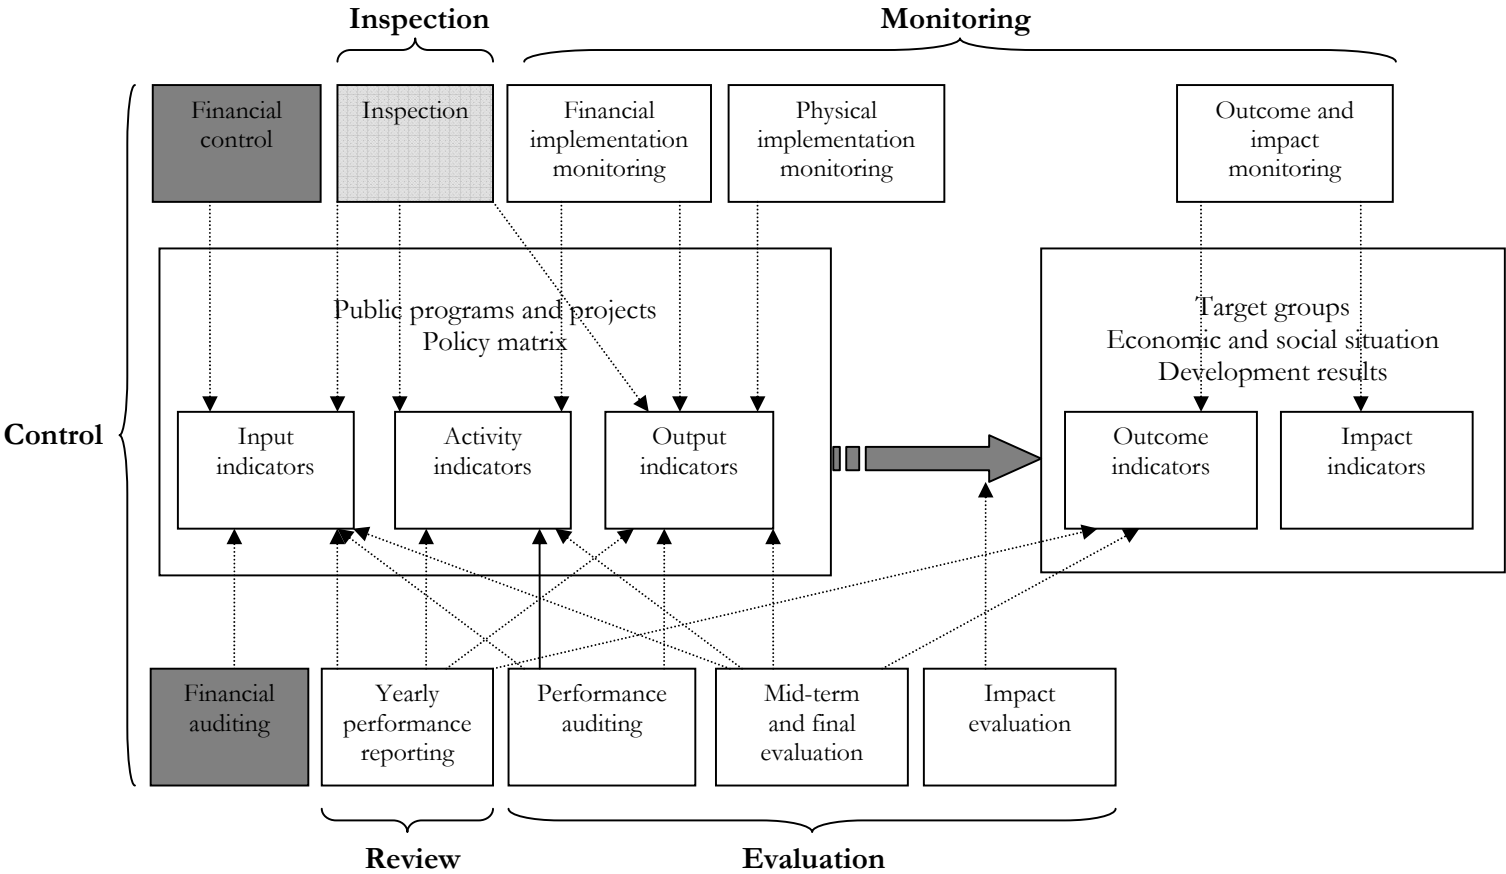 Inspection
Monitoring
Financial
control
Inspection
Financial
implementation
monitoring
Physical
implementation
monitoring
Outcome and
impact
monitoring
Public programs and projects
Policy matrix
Target groups
Economic and social situation
Development results
Control
Input
indicators
Activity
indicators
Output
indicators
Outcome
indicators
Impact
indicators
Financial
auditing
Yearly
performance
reporting
Performance
auditing
Mid-term
and final
evaluation
Impact
evaluation
Review
Evaluation